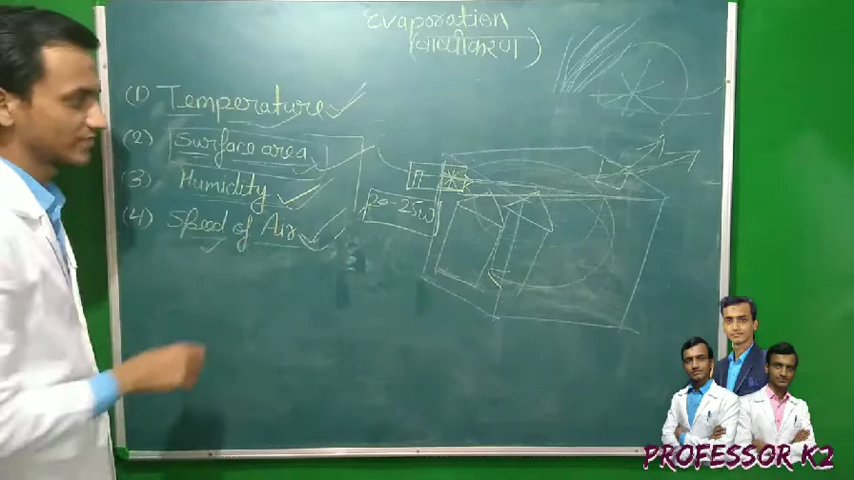 Evaporation
(वाष्पीकरण)
(1) Temperature
(2) Surface area
(3) Humidity
(4) Speed of Air
20-25W
PROFESSOR K2